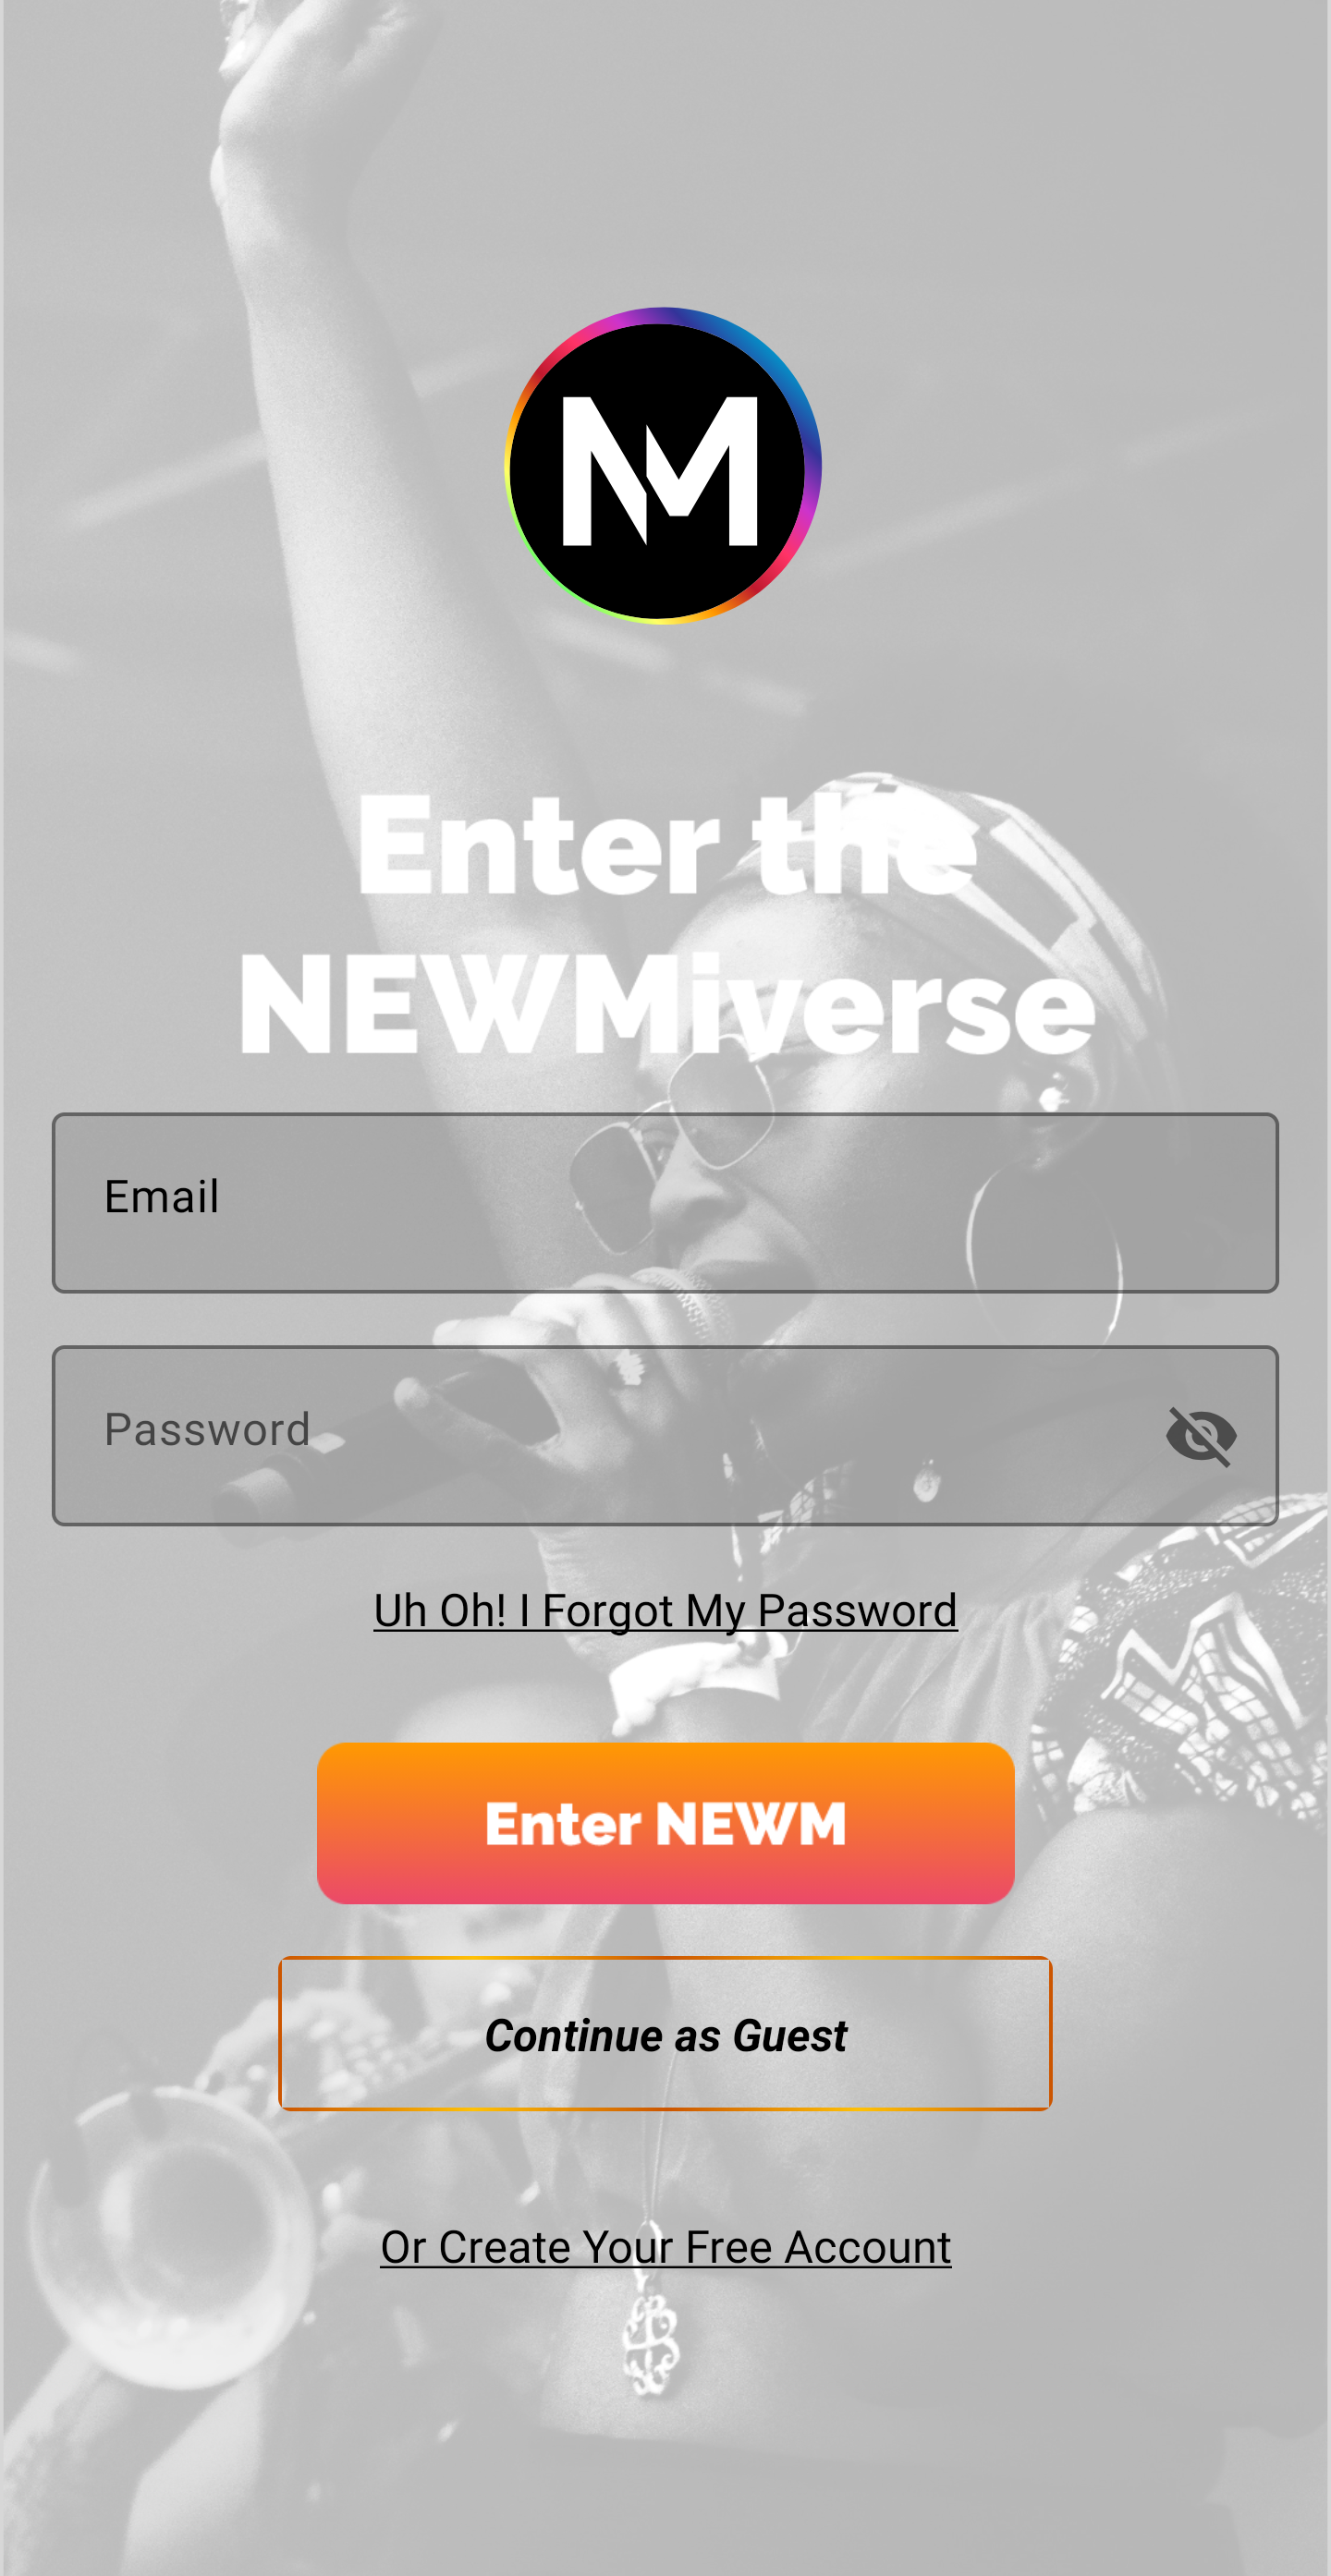 NM
Enter the
NEWMiverse
Email
Password
Uh Oh! I Forgot My Password
Enter NEWM
Continue as Guest
Or Create Your Free Account